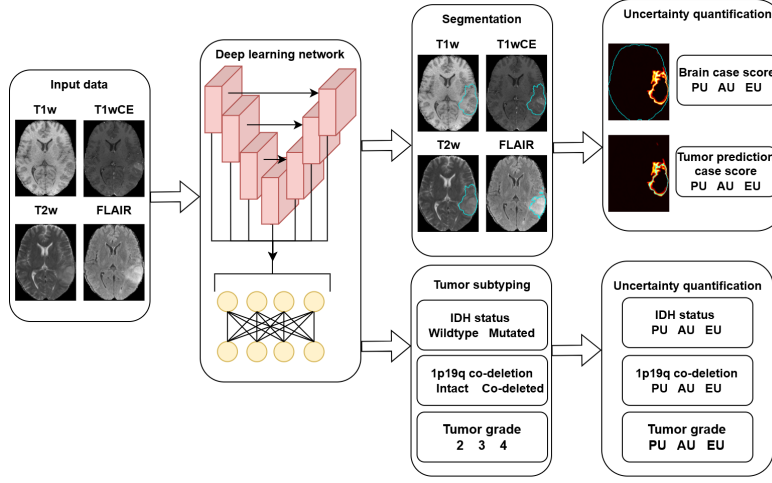 Input data
T1w T1wCE
T2w FLAIR
Deep learning network
Segmentation
T1w T1wCE
T2w FLAIR
Uncertainty quantification
Brain case score
PU AU EU
Tumor prediction
case score
PU AU EU
Tumor subtyping
IDH status
Wildtype Mutated
1p19q co-deletion
Intact Co-deleted
Tumor grade
2 3 4
Uncertainty quantification
IDH status
PU AU EU
1p19q co-deletion
PU AU EU
Tumor grade
PU AU EU